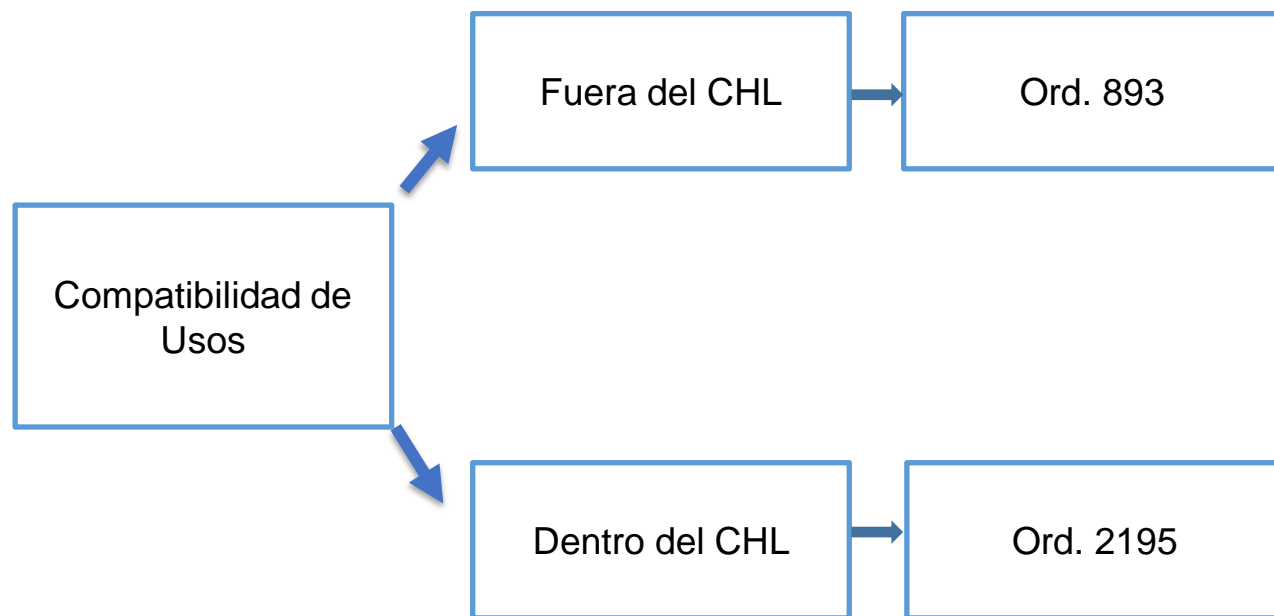 Fuera del CHL
Ord. 893
Compatibilidad de
Usos
Dentro del CHL
Ord. 2195